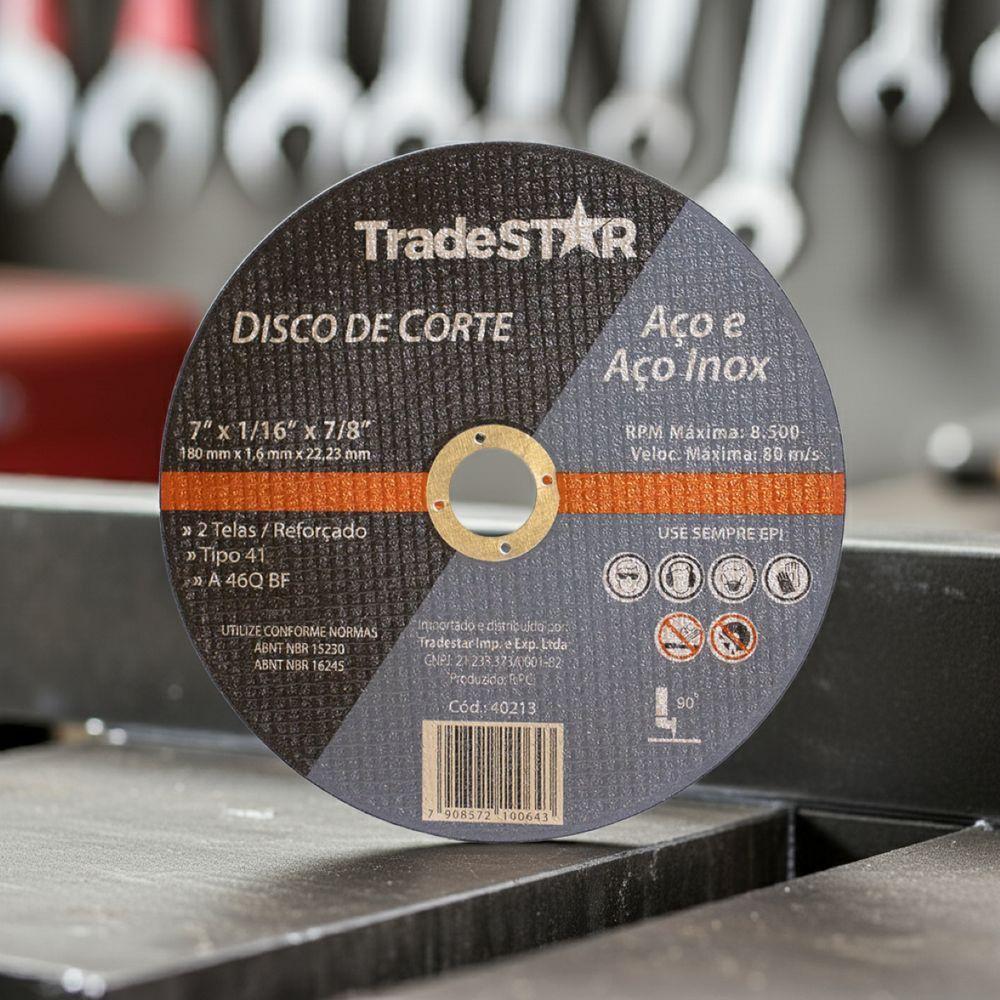 TradeSTAR
DISCO DE CORTE
Aço e
Aço Inox
7" x 1/16" x 7/8"
180 mm x 1,6 mm x 22,23 mm
RPM Máxima: 8.500
Veloc. Máxima: 80 m/s
» 2 Telas / Reforçado
» Tipo 41
» A 46Q BF
USE SEMPRE EPI
UTILIZE CONFORME NORMAS
ABNT NBR 15230
ABNT NBR 16245
Importado e distribuído por:
Tradestar Imp. e Exp. Ltda
CNPJ: 21.233.373/0001-82
Produzido: R.P.C.
Cód.: 40213
90°
7 908572 100643